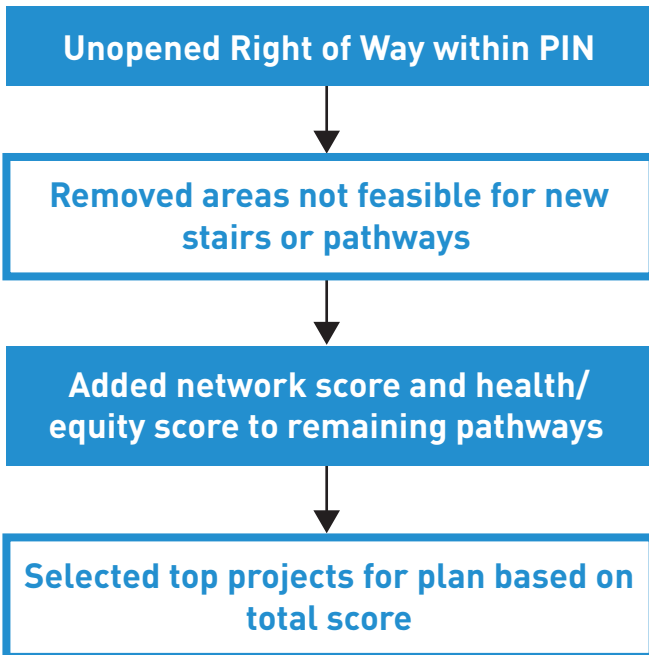 Unopened Right of Way within PIN
Removed areas not feasible for new
stairs or pathways
Added network score and health/
equity score to remaining pathways
Selected top projects for plan based on
total score